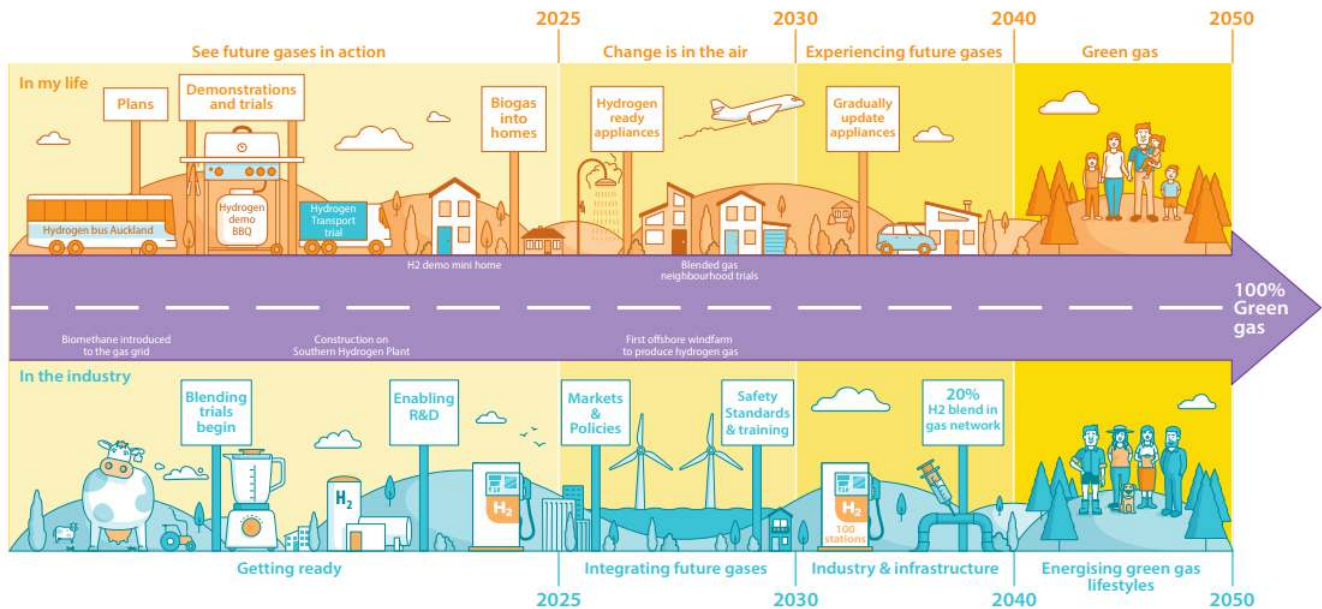 2025
2030
2040
2050
See future gases in action
Change is in the air
Experiencing future gases
Green gas
In my life
Plans
Demonstrations
and trials
Biogas
into
homes
Hydrogen
ready
appliances
Gradually
update
appliances
Hydrogen bus Auckland
Hydrogen
demo
BBQ
Hydrogen
Transport
trial
H2 demo mini home
Blended gas
neighbourhood trials
100%
Green
gas
Biomethane introduced
to the gas grid
Construction on
Southern Hydrogen Plant
First offshore windfarm
to produce hydrogen gas
In the industry
Blending
trials
begin
Enabling
R&D
Markets
&
Policies
Safety
Standards
& training
20%
H2 blend in
gas network
H2
H2
H2
100
stations
Getting ready
Integrating future gases
Industry & infrastructure
Energising green gas
lifestyles
2025
2030
2040
2050